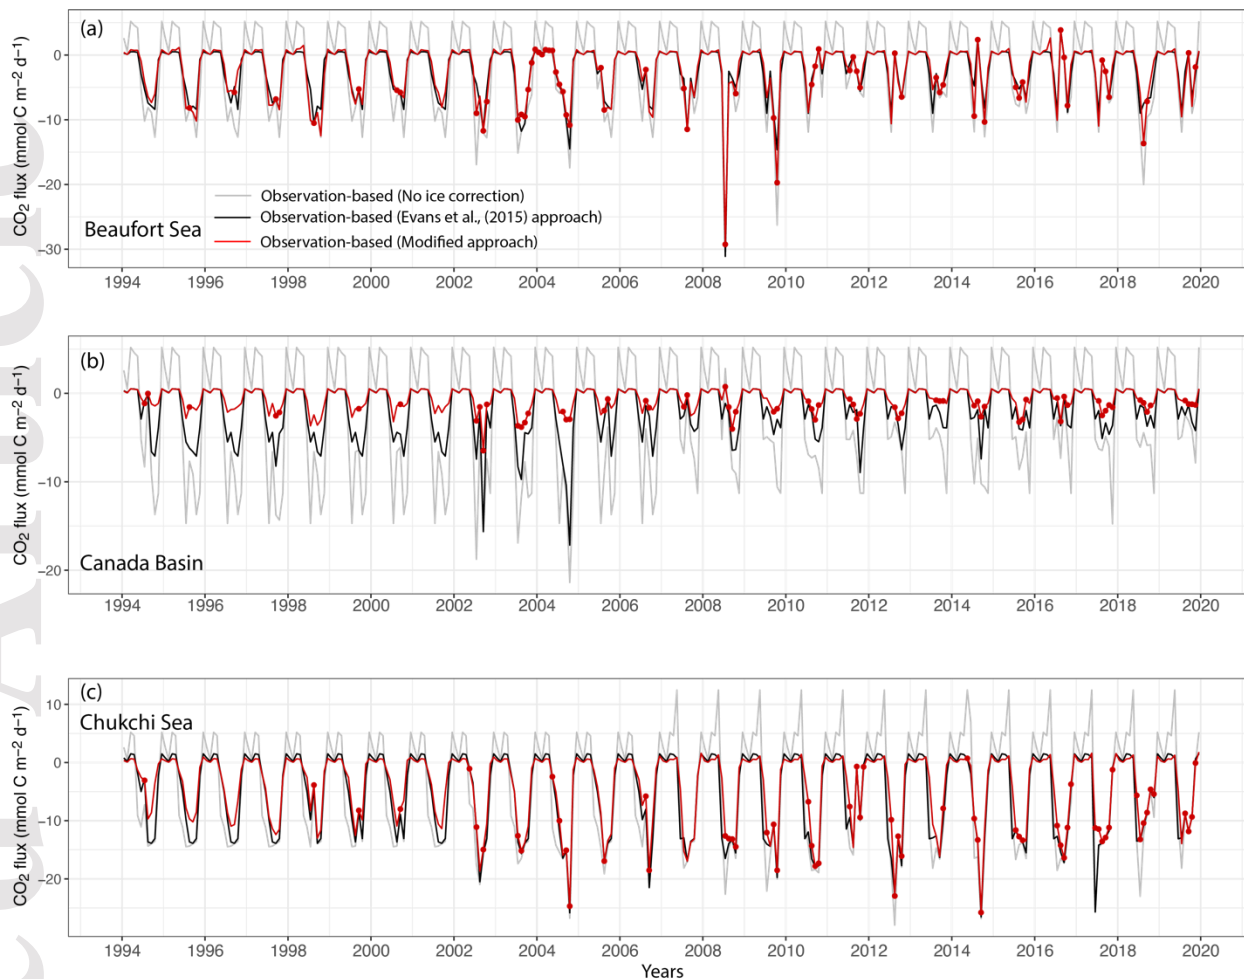 (a)
CO₂ flux (mmol C m⁻² d⁻¹)
0
−10
−20
−30
Observation-based (No ice correction)
Observation-based (Evans et al., (2015) approach)
Observation-based (Modified approach)
Beaufort Sea
1994 1996 1998 2000 2002 2004 2006 2008 2010 2012 2014 2016 2018 2020
(b)
CO₂ flux (mmol C m⁻² d⁻¹)
0
−10
−20
Canada Basin
1994 1996 1998 2000 2002 2004 2006 2008 2010 2012 2014 2016 2018 2020
(c)
Chukchi Sea
CO₂ flux (mmol C m⁻² d⁻¹)
10
0
−10
−20
1994 1996 1998 2000 2002 2004 2006 2008 2010 2012 2014 2016 2018 2020
Years